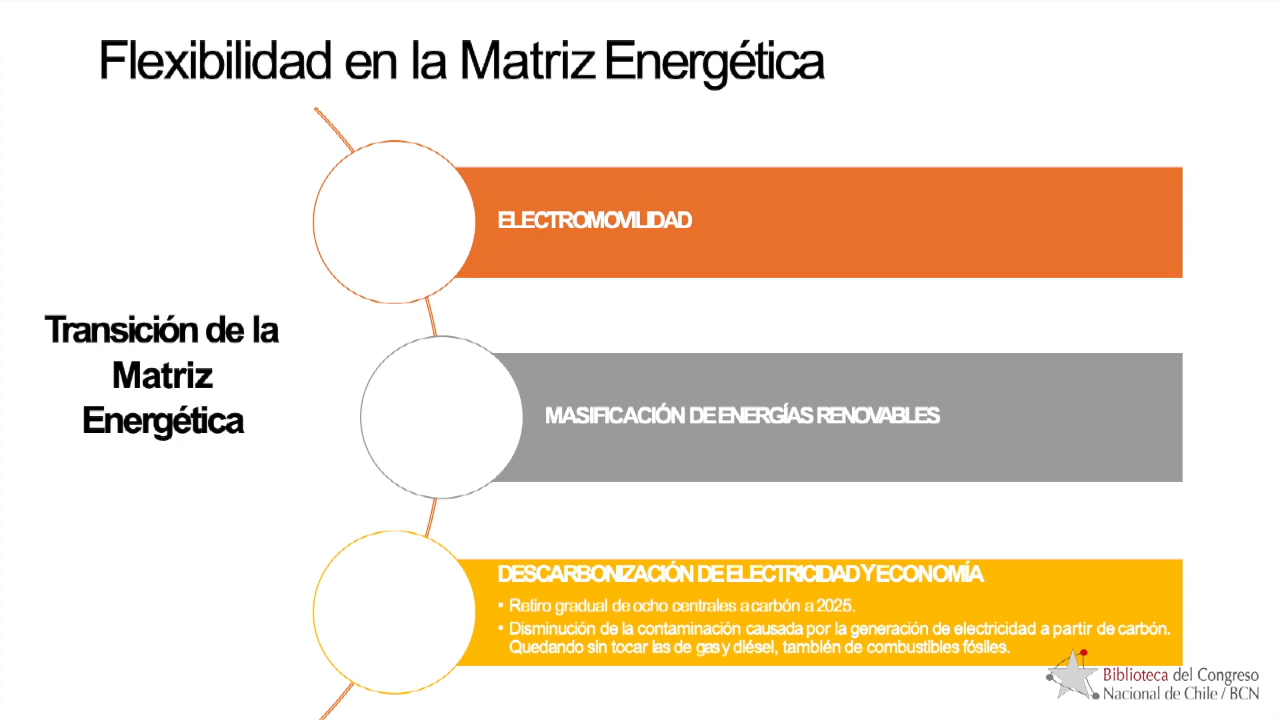 Flexibilidad en la Matriz Energética
ELECTROMOVILIDAD
Transición de la
Matriz
Energética
MASIFICACIÓN DE ENERGÍAS RENOVABLES
DESCARBONIZACIÓN DE ELECTRICIDAD Y ECONOMÍA
• Retiro gradual de ocho centrales a carbón a 2025.
• Disminución de la contaminación causada por la generación de electricidad a partir de carbón.
Quedando sin tocar las de gas y diésel, también de combustibles fósiles.
Biblioteca del Congreso
Nacional de Chile / BCN